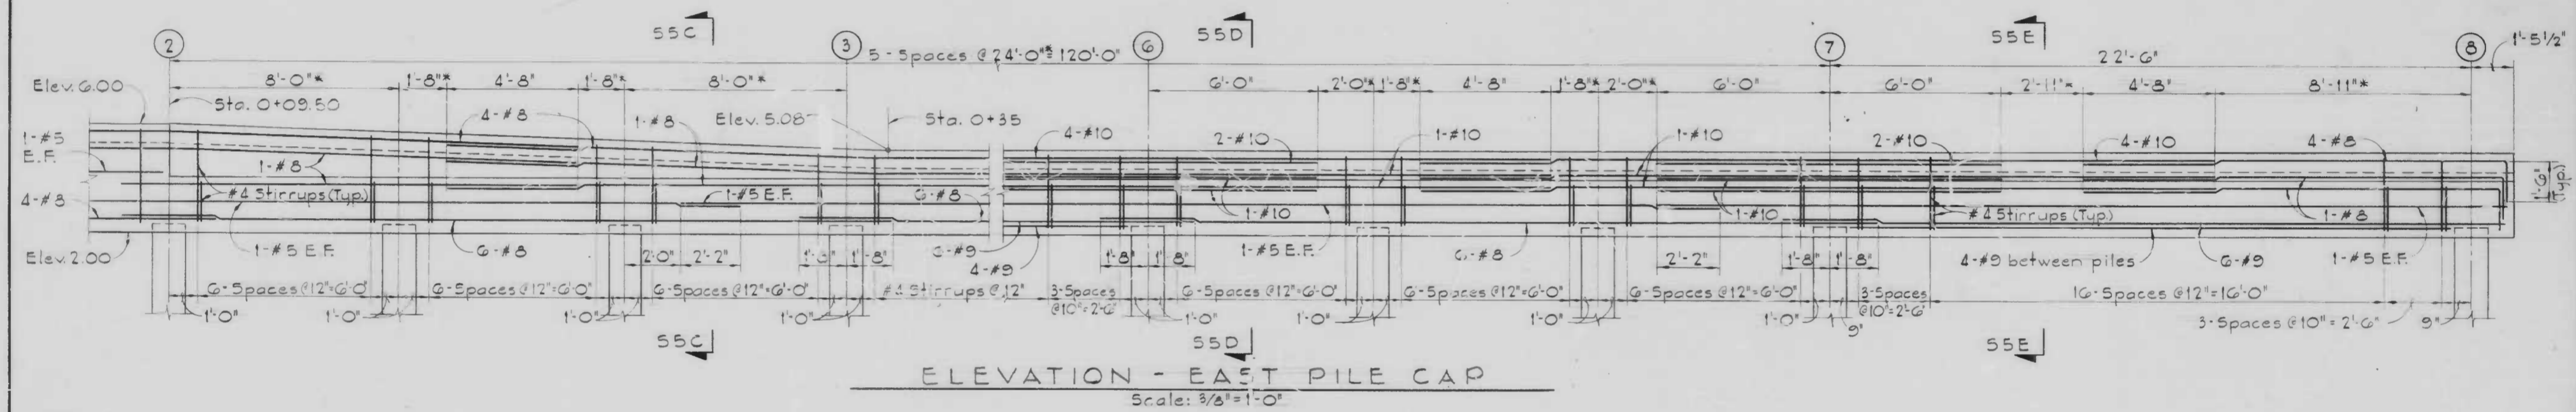 55C 55D 55E
2 3 5-Spaces @ 24'-0"* = 120'-0" 6 7 22'-6" 8 1'-5 1/2"
8'-0"* 1'-8"* 4'-8" 1'-8"* 8'-0"* 6'-0" 2'-0"* 1'-8"* 4'-8" 1'-8"* 2'-0"* 6'-0" 6'-0" 2'-11"* 4'-8" 8'-11"*
Elev. 6.00 Sta. 0+09.50 4-#8 1-#8 Elev. 5.08 Sta. 0+35 4-#10 2-#10 1-#10 1-#10 2-#10 4-#10 4-#8
1-#5
E.F.
1-#8
#4 Stirrups (Typ.) 1-#5 E.F. 6-#8 1-#10 1-#10 #4 Stirrups (Typ.) 1-#8 (Typ.)
4-#8
Elev. 2.00 1-#5 E.F. 6-#8 2'-0" 2'-2" 1'-8" 4-#9 1'-8" 1'-8" 1-#5 E.F. 2'-2" 1'-8" 1'-8" 4-#9 between piles 6-#9 1-#5 E.F.
6-Spaces @12"=6'-0" 6-Spaces @12"=6'-0" 6-Spaces @12"=6'-0" #4 Stirrups @ 12" 3-Spaces 6-Spaces @12"=6'-0" 6-Spaces @12"=6'-0" 6-Spaces @12"=6'-0" 3-Spaces 16-Spaces @12"=16'-0"
@10"=2'-6" @10"=2'-6"
1'-0" 1'-0" 1'-0" 1'-0" 1'-0" 1'-0" 1'-0" 1'-0" 9" 3-Spaces @10"=2'-6" 9"
55C 55D 55E
ELEVATION - EAST PILE CAP
Scale: 3/8"=1'-0"